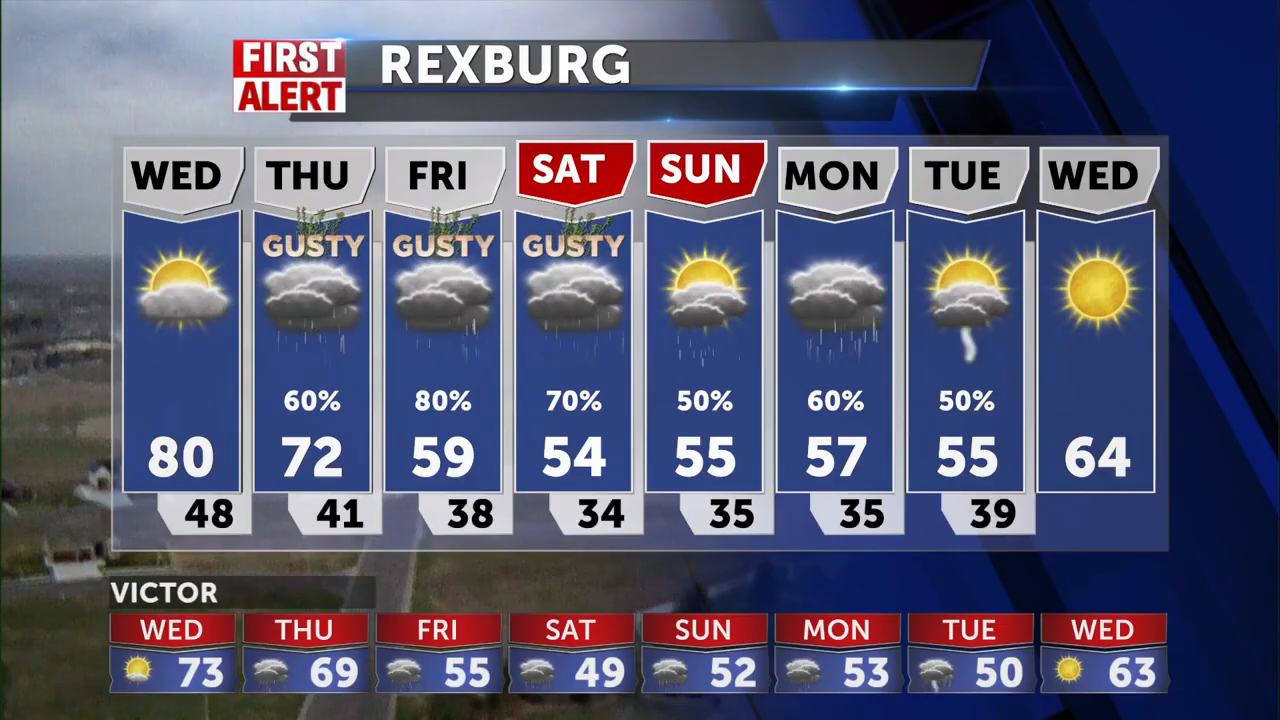 FIRST
ALERT
REXBURG
WED THU FRI SAT SUN MON TUE WED
GUSTY GUSTY GUSTY
60% 80% 70% 50% 60% 50%
80 72 59 54 55 57 55 64
48 41 38 34 35 35 39
VICTOR
WED THU FRI SAT SUN MON TUE WED
73 69 55 49 52 53 50 63